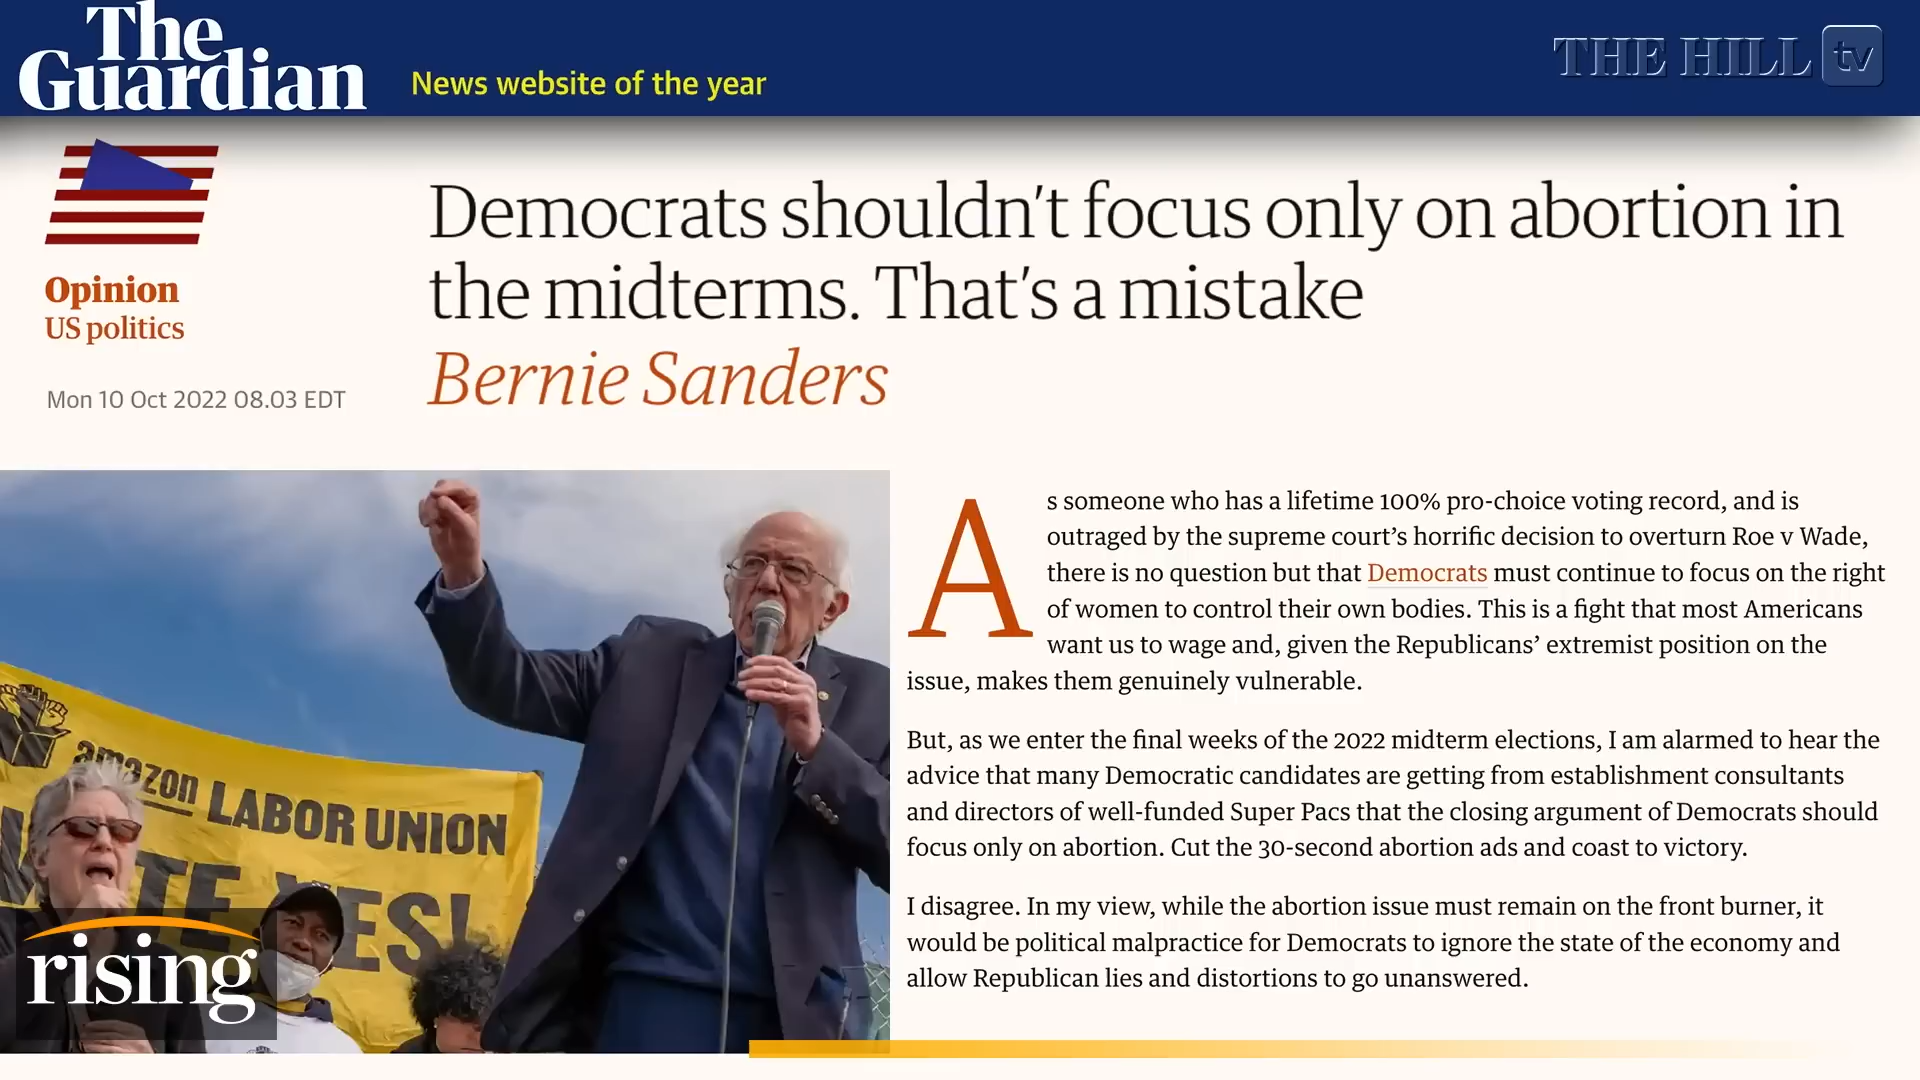 The
Guardian
News website of the year
THE HILL tv
Opinion
US politics
Mon 10 Oct 2022 08.03 EDT
Democrats shouldn't focus only on abortion in
the midterms. That's a mistake
Bernie Sanders
amazon LABOR UNION
YES!
rising
As someone who has a lifetime 100% pro-choice voting record, and is
outraged by the supreme court's horrific decision to overturn Roe v Wade,
there is no question but that Democrats must continue to focus on the right
of women to control their own bodies. This is a fight that most Americans
want us to wage and, given the Republicans' extremist position on the
issue, makes them genuinely vulnerable.
But, as we enter the final weeks of the 2022 midterm elections, I am alarmed to hear the
advice that many Democratic candidates are getting from establishment consultants
and directors of well-funded Super Pacs that the closing argument of Democrats should
focus only on abortion. Cut the 30-second abortion ads and coast to victory.
I disagree. In my view, while the abortion issue must remain on the front burner, it
would be political malpractice for Democrats to ignore the state of the economy and
allow Republican lies and distortions to go unanswered.